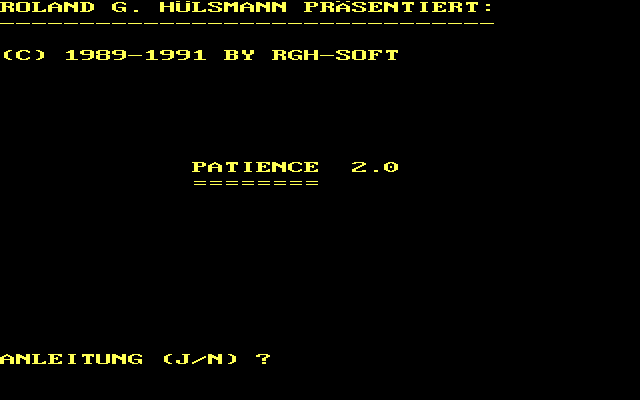 ROLAND G. HÜLSMANN PRÄSENTIERT:
-------------------------------
(C) 1989-1991 BY RGH-SOFT
PATIENCE 2.0
========
ANLEITUNG (J/N) ?